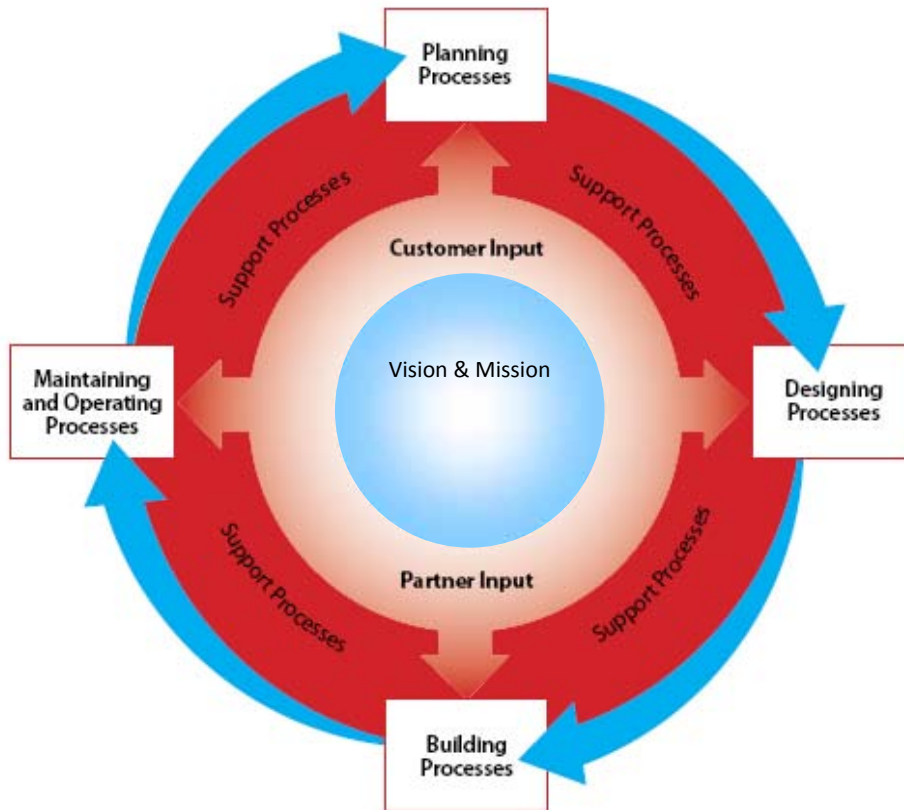 Planning
Processes
Support Processes
Support Processes
Customer Input
Vision & Mission
Maintaining
and Operating
Processes
Designing
Processes
Partner Input
Support Processes
Support Processes
Building
Processes